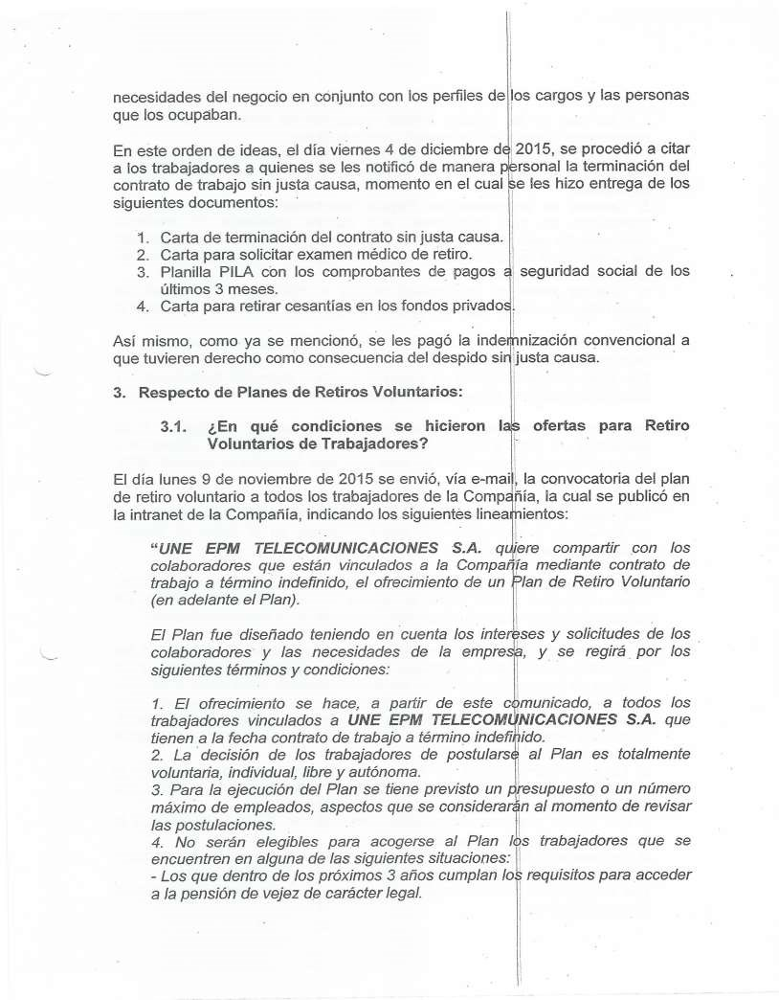 necesidades del negocio en conjunto con los perfiles de los cargos y las personas
que los ocupaban.
En este orden de ideas, el día viernes 4 de diciembre de 2015, se procedió a citar
a los trabajadores a quienes se les notificó de manera personal la terminación del
contrato de trabajo sin justa causa, momento en el cual se les hizo entrega de los
siguientes documentos:
1. Carta de terminación del contrato sin justa causa.
2. Carta para solicitar examen médico de retiro.
3. Planilla PILA con los comprobantes de pagos a seguridad social de los
últimos 3 meses.
4. Carta para retirar cesantías en los fondos privados.
Así mismo, como ya se mencionó, se les pagó la indemnización convencional a
que tuvieren derecho como consecuencia del despido sin justa causa.
3. Respecto de Planes de Retiros Voluntarios:
3.1. ¿En qué condiciones se hicieron las ofertas para Retiro
Voluntarios de Trabajadores?
El día lunes 9 de noviembre de 2015 se envió, vía e-mail, la convocatoria del plan
de retiro voluntario a todos los trabajadores de la Compañía, la cual se publicó en
la intranet de la Compañía, indicando los siguientes lineamientos:
“UNE EPM TELECOMUNICACIONES S.A. quiere compartir con los
colaboradores que están vinculados a la Compañía mediante contrato de
trabajo a término indefinido, el ofrecimiento de un Plan de Retiro Voluntario
(en adelante el Plan).
El Plan fue diseñado teniendo en cuenta los intereses y solicitudes de los
colaboradores y las necesidades de la empresa, y se regirá por los
siguientes términos y condiciones:
1. El ofrecimiento se hace, a partir de este comunicado, a todos los
trabajadores vinculados a UNE EPM TELECOMUNICACIONES S.A. que
tienen a la fecha contrato de trabajo a término indefinido.
2. La decisión de los trabajadores de postularse al Plan es totalmente
voluntaria, individual, libre y autónoma.
3. Para la ejecución del Plan se tiene previsto un presupuesto o un número
máximo de empleados, aspectos que se considerarán al momento de revisar
las postulaciones.
4. No serán elegibles para acogerse al Plan los trabajadores que se
encuentren en alguna de las siguientes situaciones:
- Los que dentro de los próximos 3 años cumplan los requisitos para acceder
a la pensión de vejez de carácter legal.